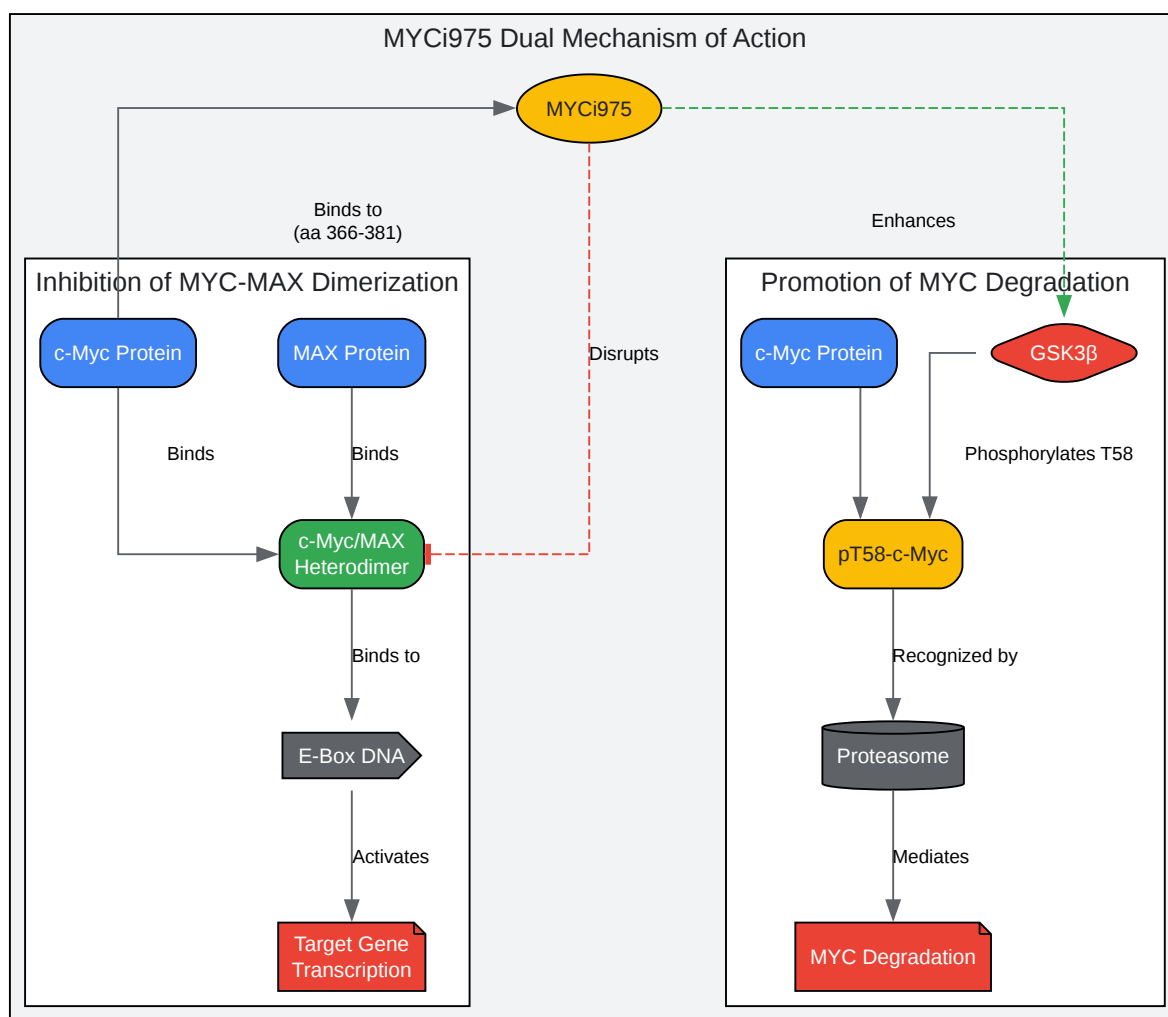 MYCi975 Dual Mechanism of Action
MYCi975
Binds to
(aa 366-381)
Enhances
Inhibition of MYC-MAX Dimerization
Promotion of MYC Degradation
c-Myc Protein
MAX Protein
Disrupts
c-Myc Protein
GSK3β
Binds
Binds
Phosphorylates T58
c-Myc/MAX
Heterodimer
pT58-c-Myc
Binds to
Recognized by
E-Box DNA
Proteasome
Activates
Mediates
Target Gene
Transcription
MYC Degradation